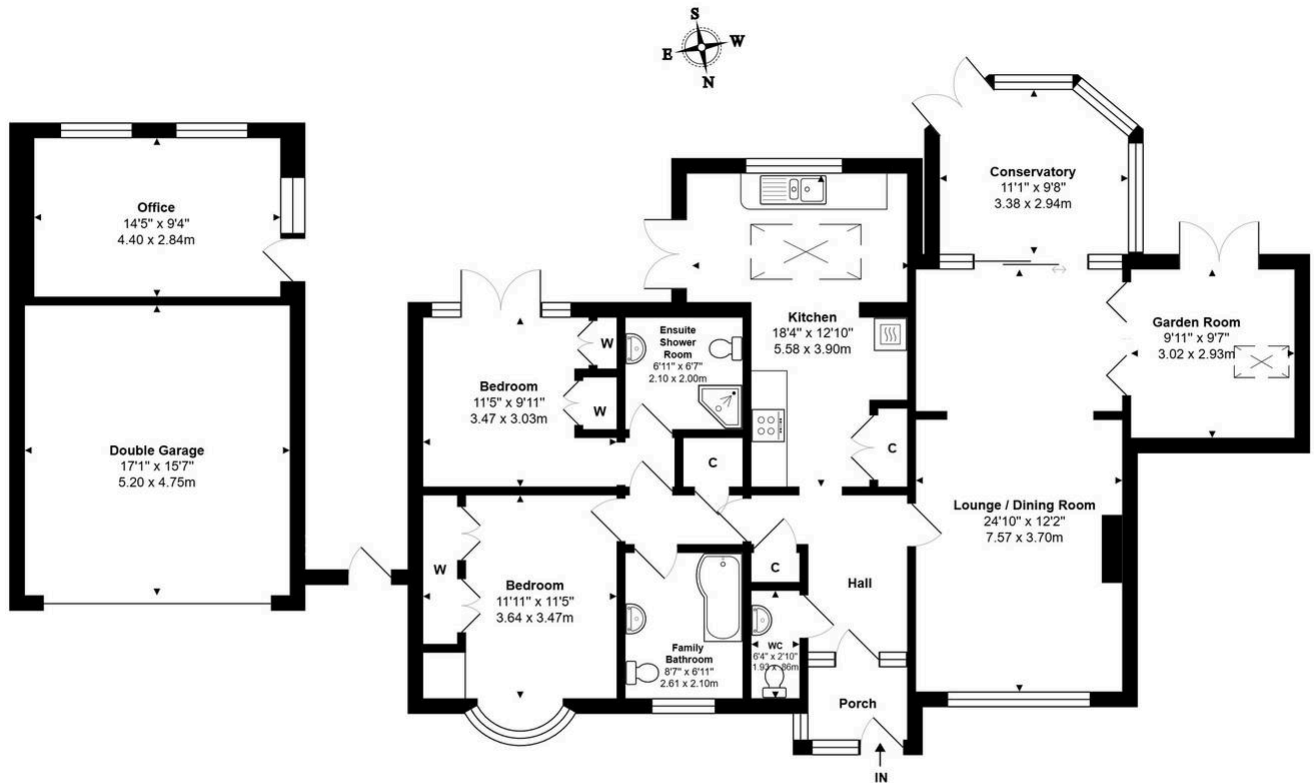 S
E W
N
Office
14'5" x 9'4"
4.40 x 2.84m
Double Garage
17'1" x 15'7"
5.20 x 4.75m
Bedroom
11'5" x 9'11"
3.47 x 3.03m
W
W
Ensuite
Shower
Room
6'11" x 6'7"
2.10 x 2.00m
Kitchen
18'4" x 12'10"
5.58 x 3.90m
C
C
Conservatory
11'1" x 9'8"
3.38 x 2.94m
Garden Room
9'11" x 9'7"
3.02 x 2.93m
Lounge / Dining Room
24'10" x 12'2"
7.57 x 3.70m
W
Bedroom
11'11" x 11'5"
3.64 x 3.47m
Family
Bathroom
8'7" x 6'11"
2.61 x 2.10m
C
WC
6'4" x 2'10"
1.93 x .86m
Hall
Porch
IN